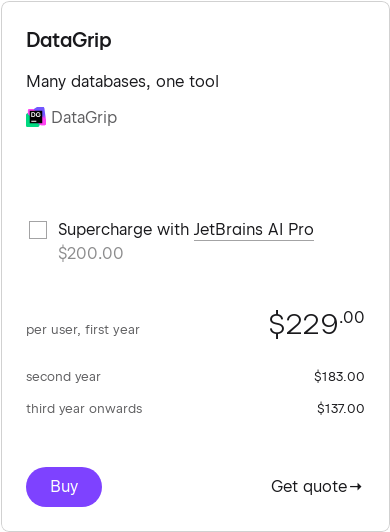 DataGrip
Many databases, one tool
DG DataGrip
Supercharge with JetBrains AI Pro
$200.00
per user, first year $229.00
second year $183.00
third year onwards $137.00
Buy Get quote→